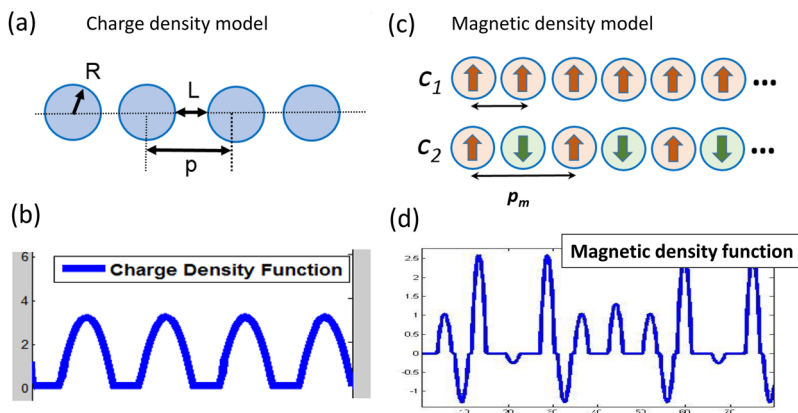 (a) Charge density model
R
L
p
(b)
6
4
2
0
Charge Density Function
(c) Magnetic density model
C1
...
C2
...
pm
(d)
Magnetic density function
2.5
2
1.5
1
0.5
0
-0.5
-1
20